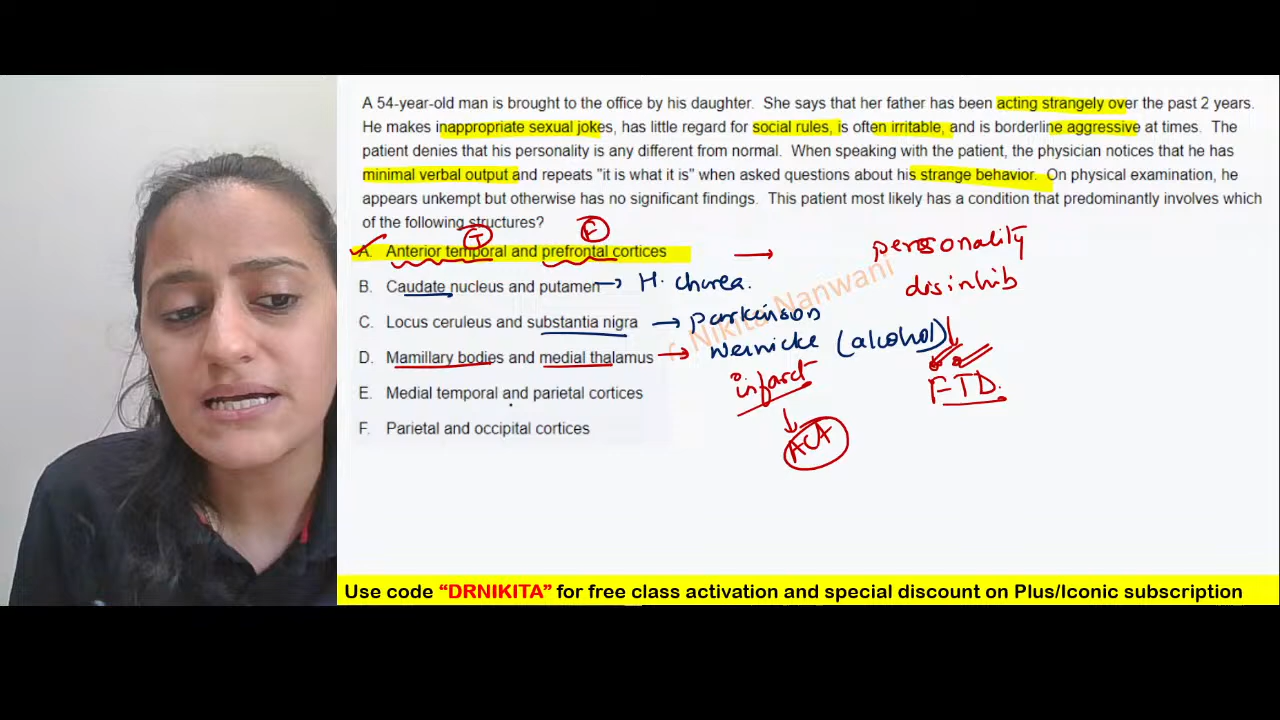 A 54-year-old man is brought to the office by his daughter. She says that her father has been acting strangely over the past 2 years.
He makes inappropriate sexual jokes, has little regard for social rules, is often irritable, and is borderline aggressive at times. The
patient denies that his personality is any different from normal. When speaking with the patient, the physician notices that he has
minimal verbal output and repeats "it is what it is" when asked questions about his strange behavior. On physical examination, he
appears unkempt but otherwise has no significant findings. This patient most likely has a condition that predominantly involves which
of the following structures?
T F
A. Anterior temporal and prefrontal cortices
personality
disinhib
FTD.
B. Caudate nucleus and putamen
H. chorea.
C. Locus ceruleus and substantia nigra
parkinson
D. Mamillary bodies and medial thalamus
Wernicke (alcohol)
infarct
ACA
E. Medial temporal and parietal cortices
F. Parietal and occipital cortices
Nikita Nanwani
Use code “DRNIKITA” for free class activation and special discount on Plus/Iconic subscription